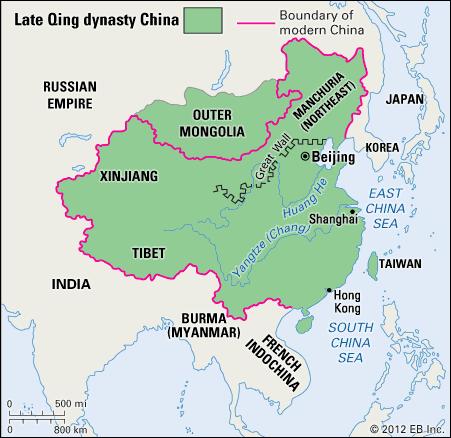 Late Qing dynasty China
Boundary of
modern China
RUSSIAN
EMPIRE
OUTER
MONGOLIA
MANCHURIA
(NORTHEAST)
JAPAN
KOREA
Great Wall
Beijing
XINJIANG
Huang He
EAST
CHINA
SEA
Shanghai
Yangtze (Chang)
TIBET
TAIWAN
INDIA
Hong
Kong
BURMA
(MYANMAR)
FRENCH
INDOCHINA
SOUTH
CHINA
SEA
0 500 mi
0 800 km
© 2012 EB Inc.